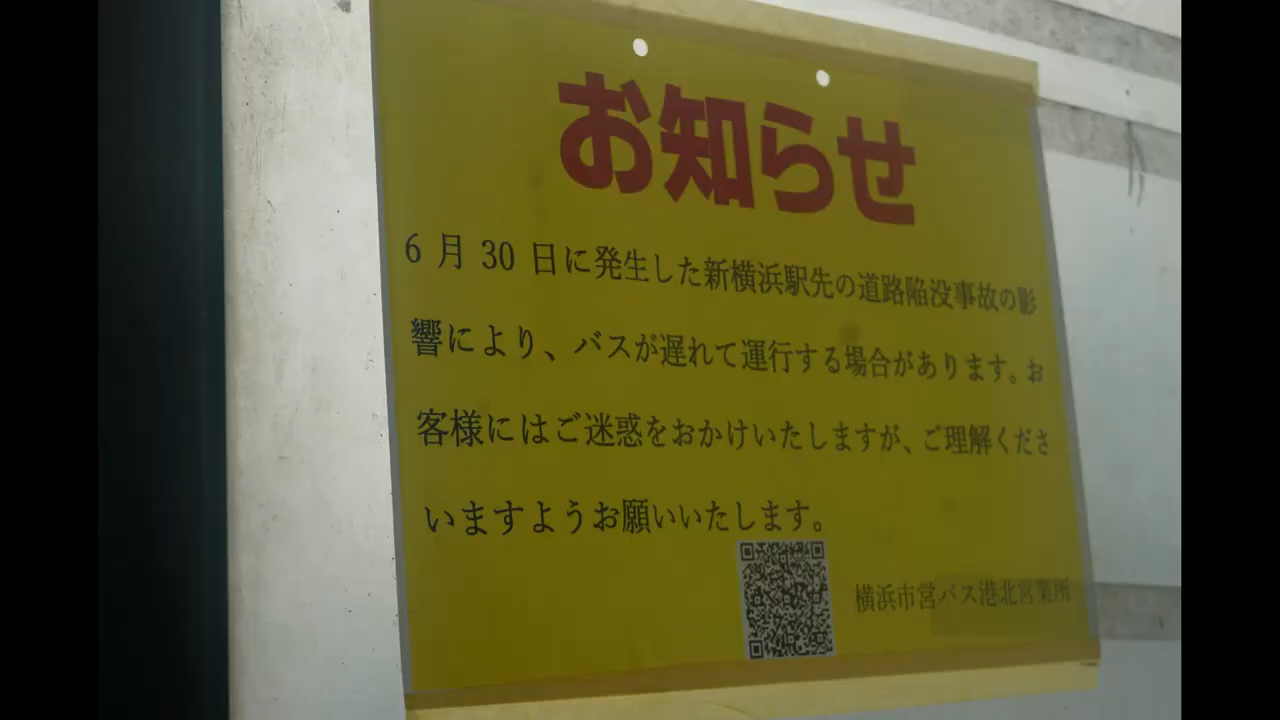 お知らせ
6月30日に発生した新横浜駅先の道路陥没事故の影
響により、バスが遅れて運行する場合があります。お
客様にはご迷惑をおかけいたしますが、ご理解くださ
いますようお願いいたします。
横浜市営バス港北営業所